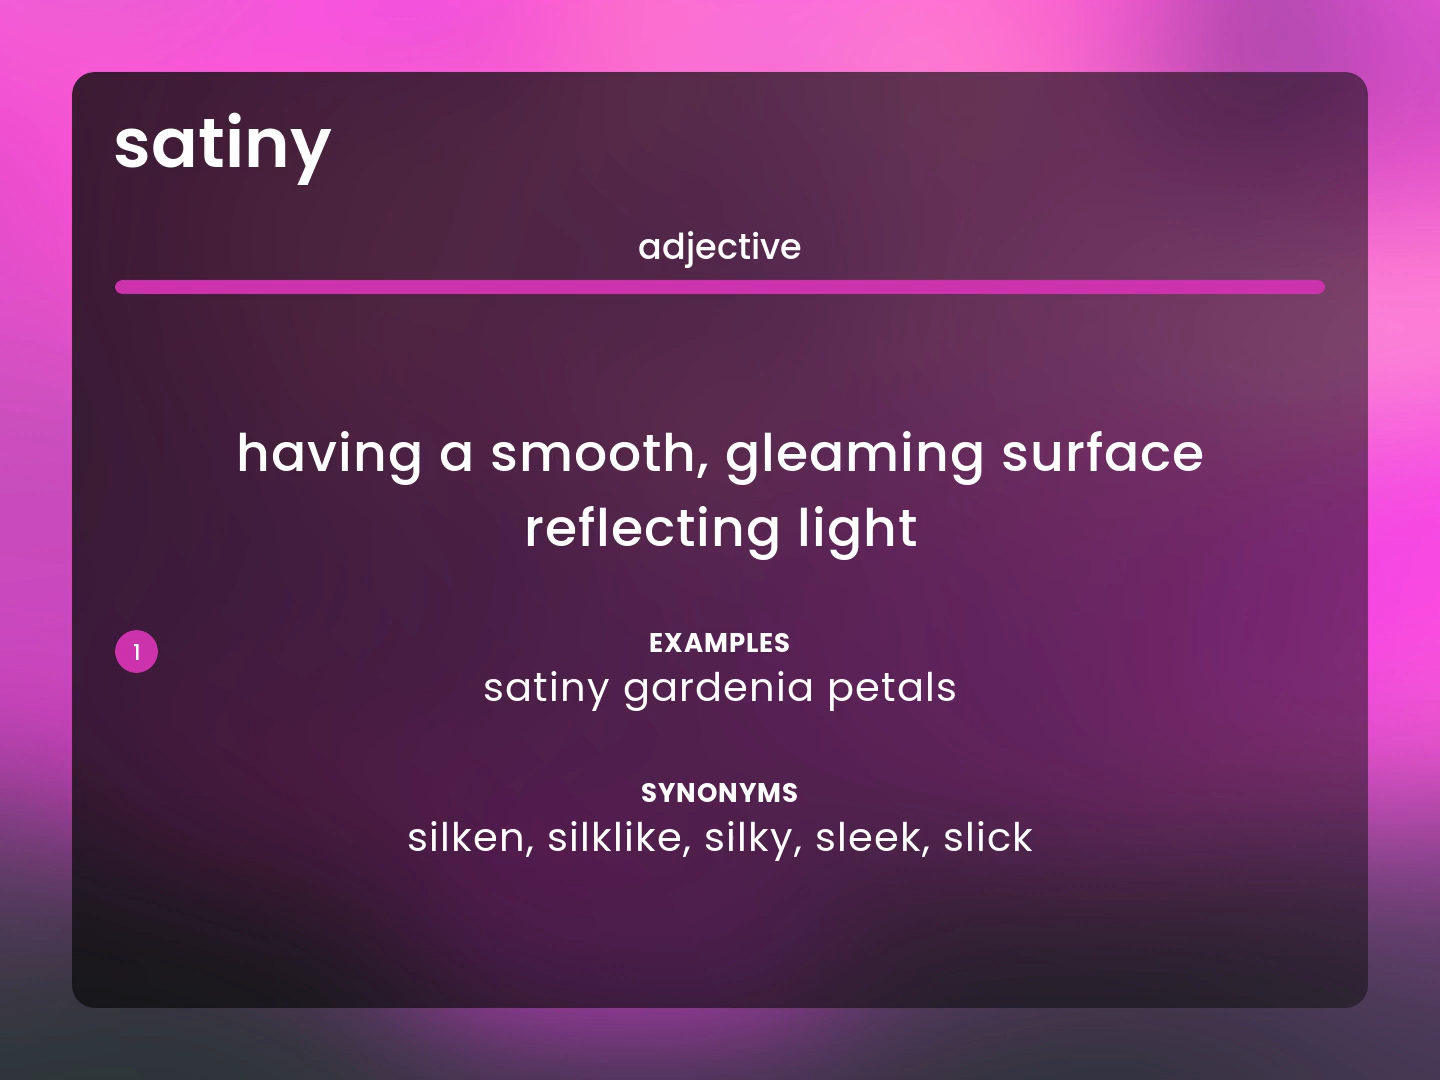 satiny
adjective
having a smooth, gleaming surface
reflecting light
1
EXAMPLES
satiny gardenia petals
SYNONYMS
silken, silklike, silky, sleek, slick